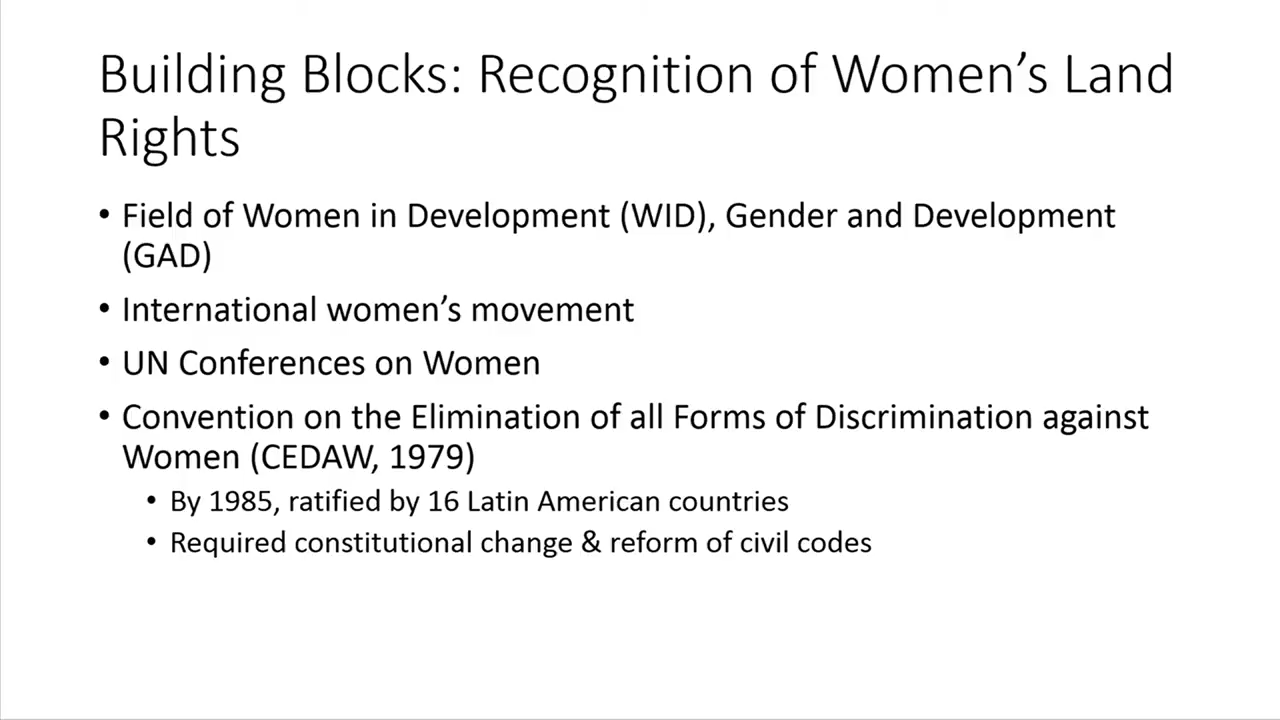 Building Blocks: Recognition of Women’s Land
Rights
• Field of Women in Development (WID), Gender and Development
(GAD)
• International women’s movement
• UN Conferences on Women
• Convention on the Elimination of all Forms of Discrimination against
Women (CEDAW, 1979)
• By 1985, ratified by 16 Latin American countries
• Required constitutional change & reform of civil codes